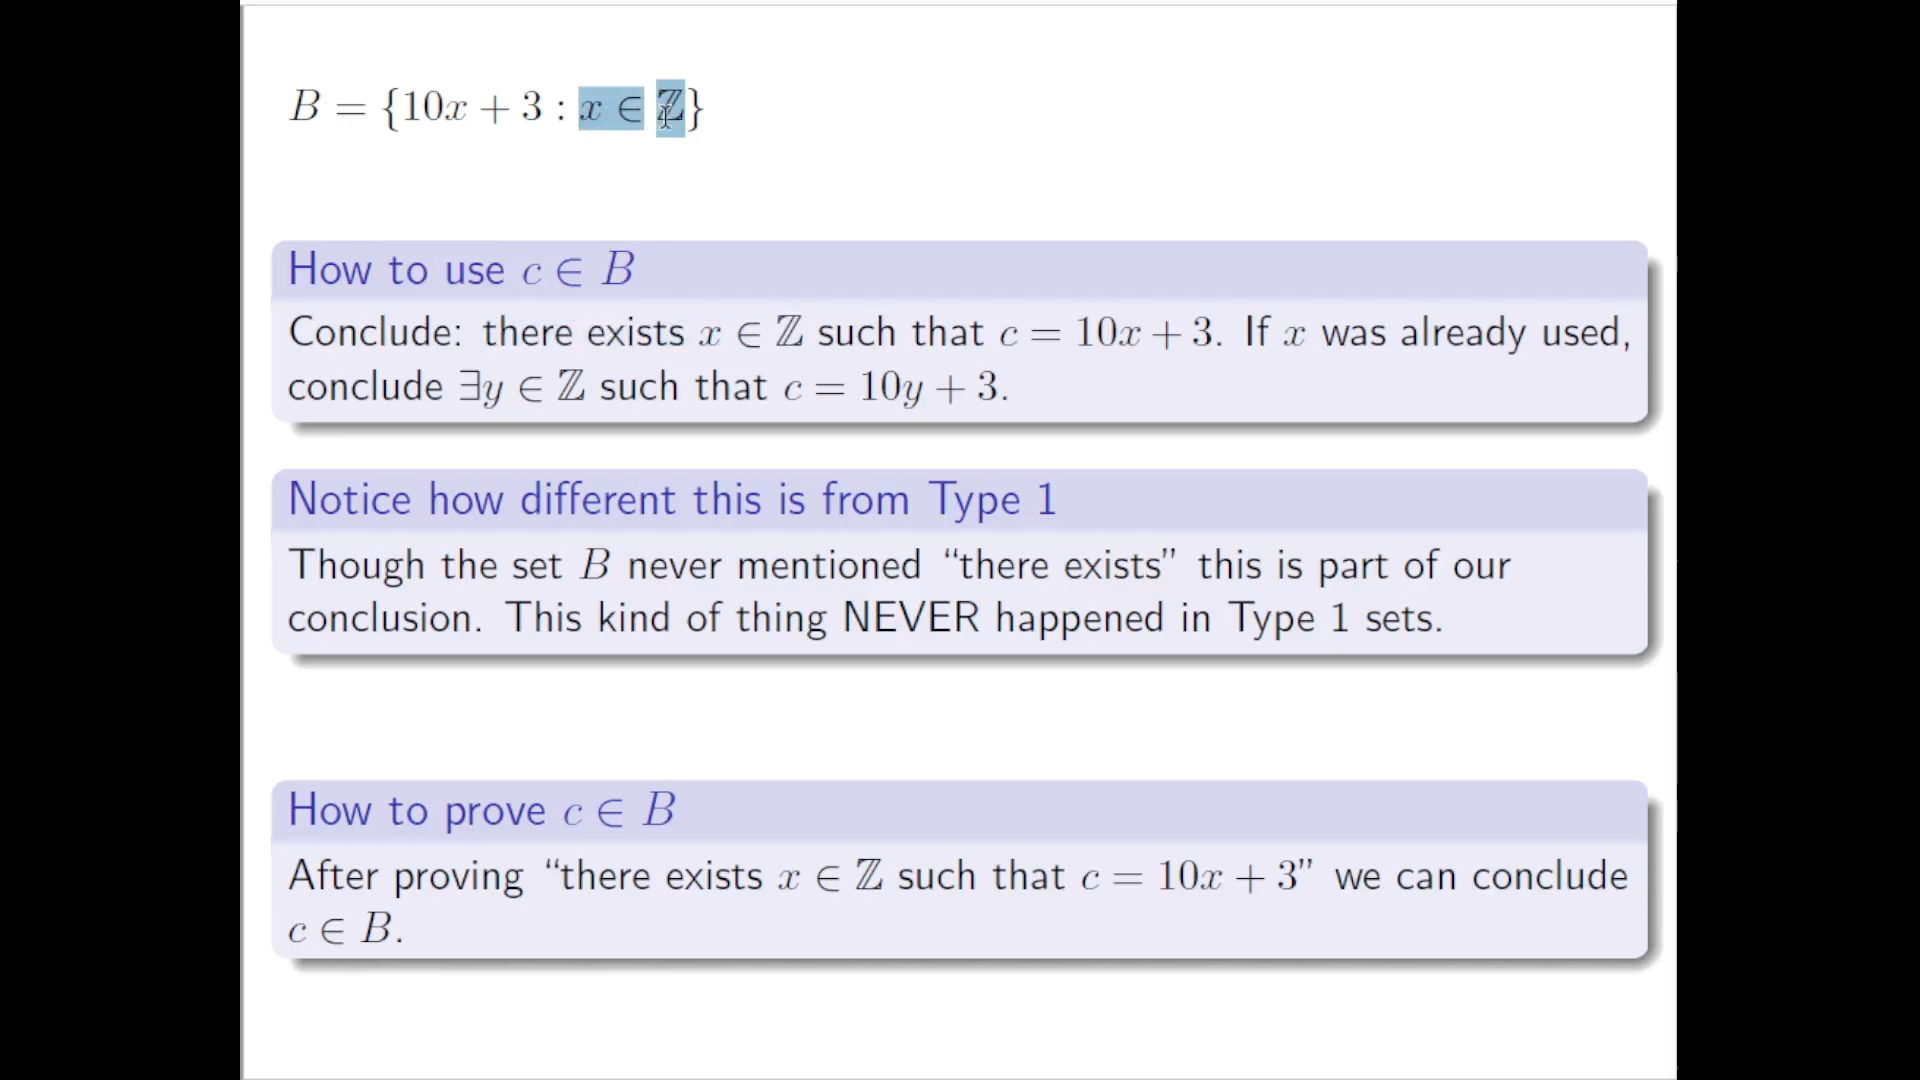 B = {10x + 3 : x ∈ ℤ}
How to use c ∈ B
Conclude: there exists x ∈ ℤ such that c = 10x + 3. If x was already used,
conclude ∃y ∈ ℤ such that c = 10y + 3.
Notice how different this is from Type 1
Though the set B never mentioned “there exists” this is part of our
conclusion. This kind of thing NEVER happened in Type 1 sets.
How to prove c ∈ B
After proving “there exists x ∈ ℤ such that c = 10x + 3” we can conclude
c ∈ B.